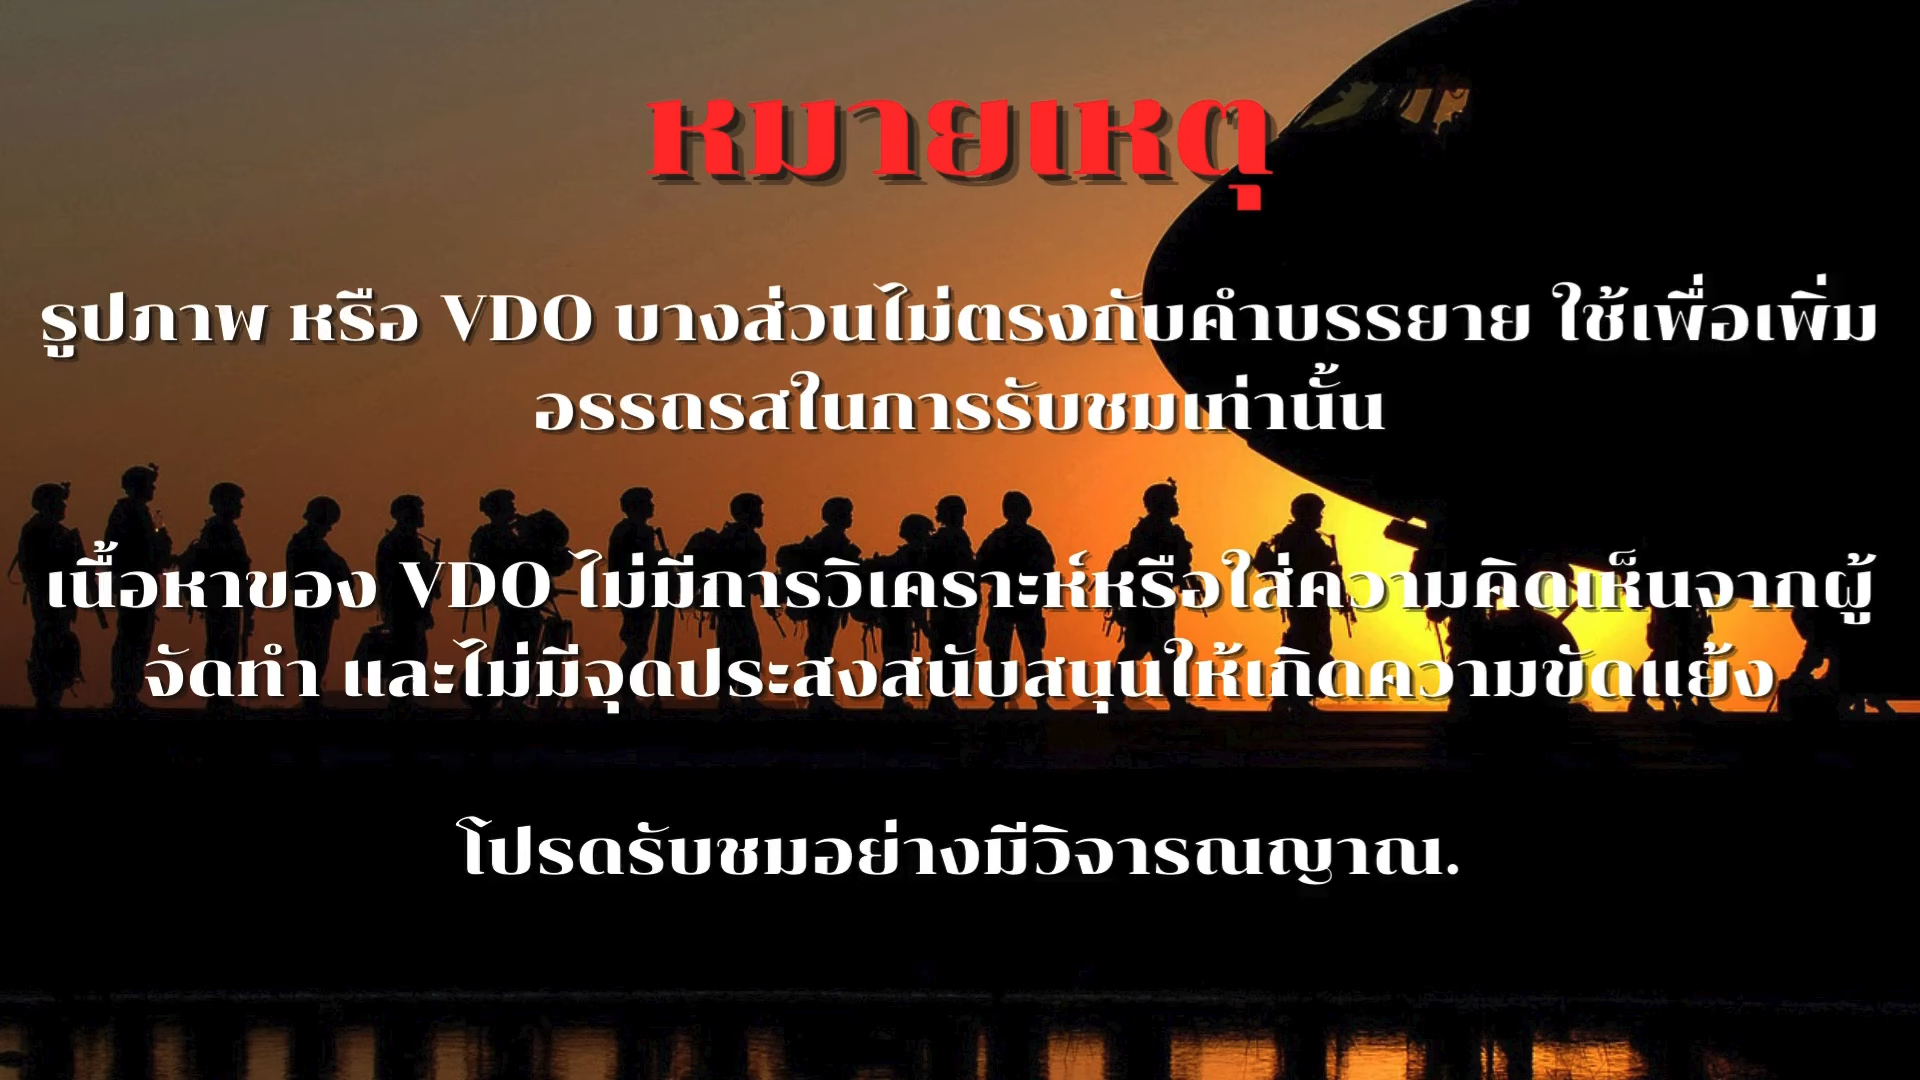 หมายเหตุ
รูปภาพ หรือ VDO บางส่วนไม่ตรงกับคำบรรยาย ใช้เพื่อเพิ่ม
อรรถรสในการรับชมเท่านั้น
เนื้อหาของ VDO ไม่มีการวิเคราะห์หรือใส่ความคิดเห็นจากผู้
จัดทำ และไม่มีจุดประสงสนับสนุนให้เกิดความขัดแย้ง
โปรดรับชมอย่างมีวิจารณญาณ.